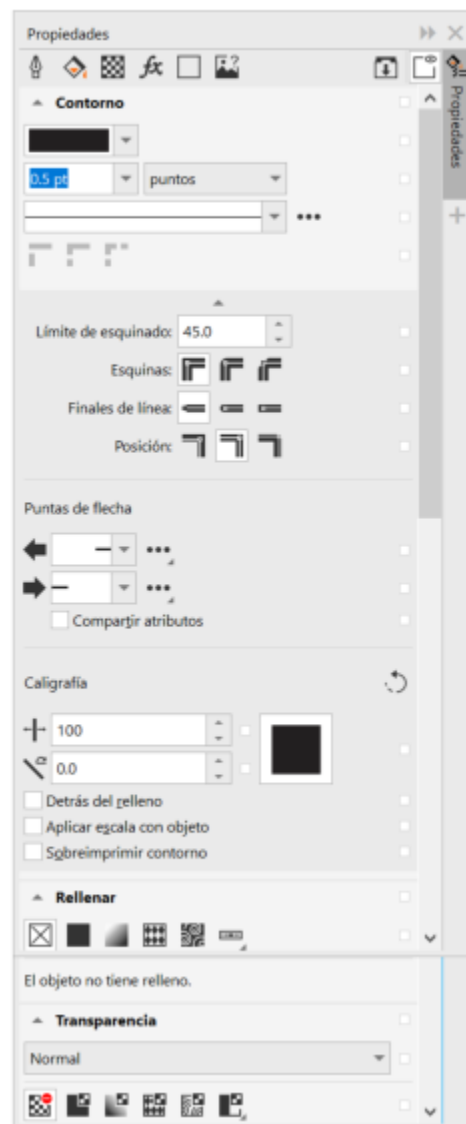 Propiedades
Propiedades
Contorno
0.5 pt puntos
Límite de esquinado: 45.0
Esquinas:
Finales de línea:
Posición:
Puntas de flecha
Compartir atributos
Caligrafía
100
0.0
Detrás del relleno
Aplicar escala con objeto
Sobreimprimir contorno
Rellenar
El objeto no tiene relleno.
Transparencia
Normal